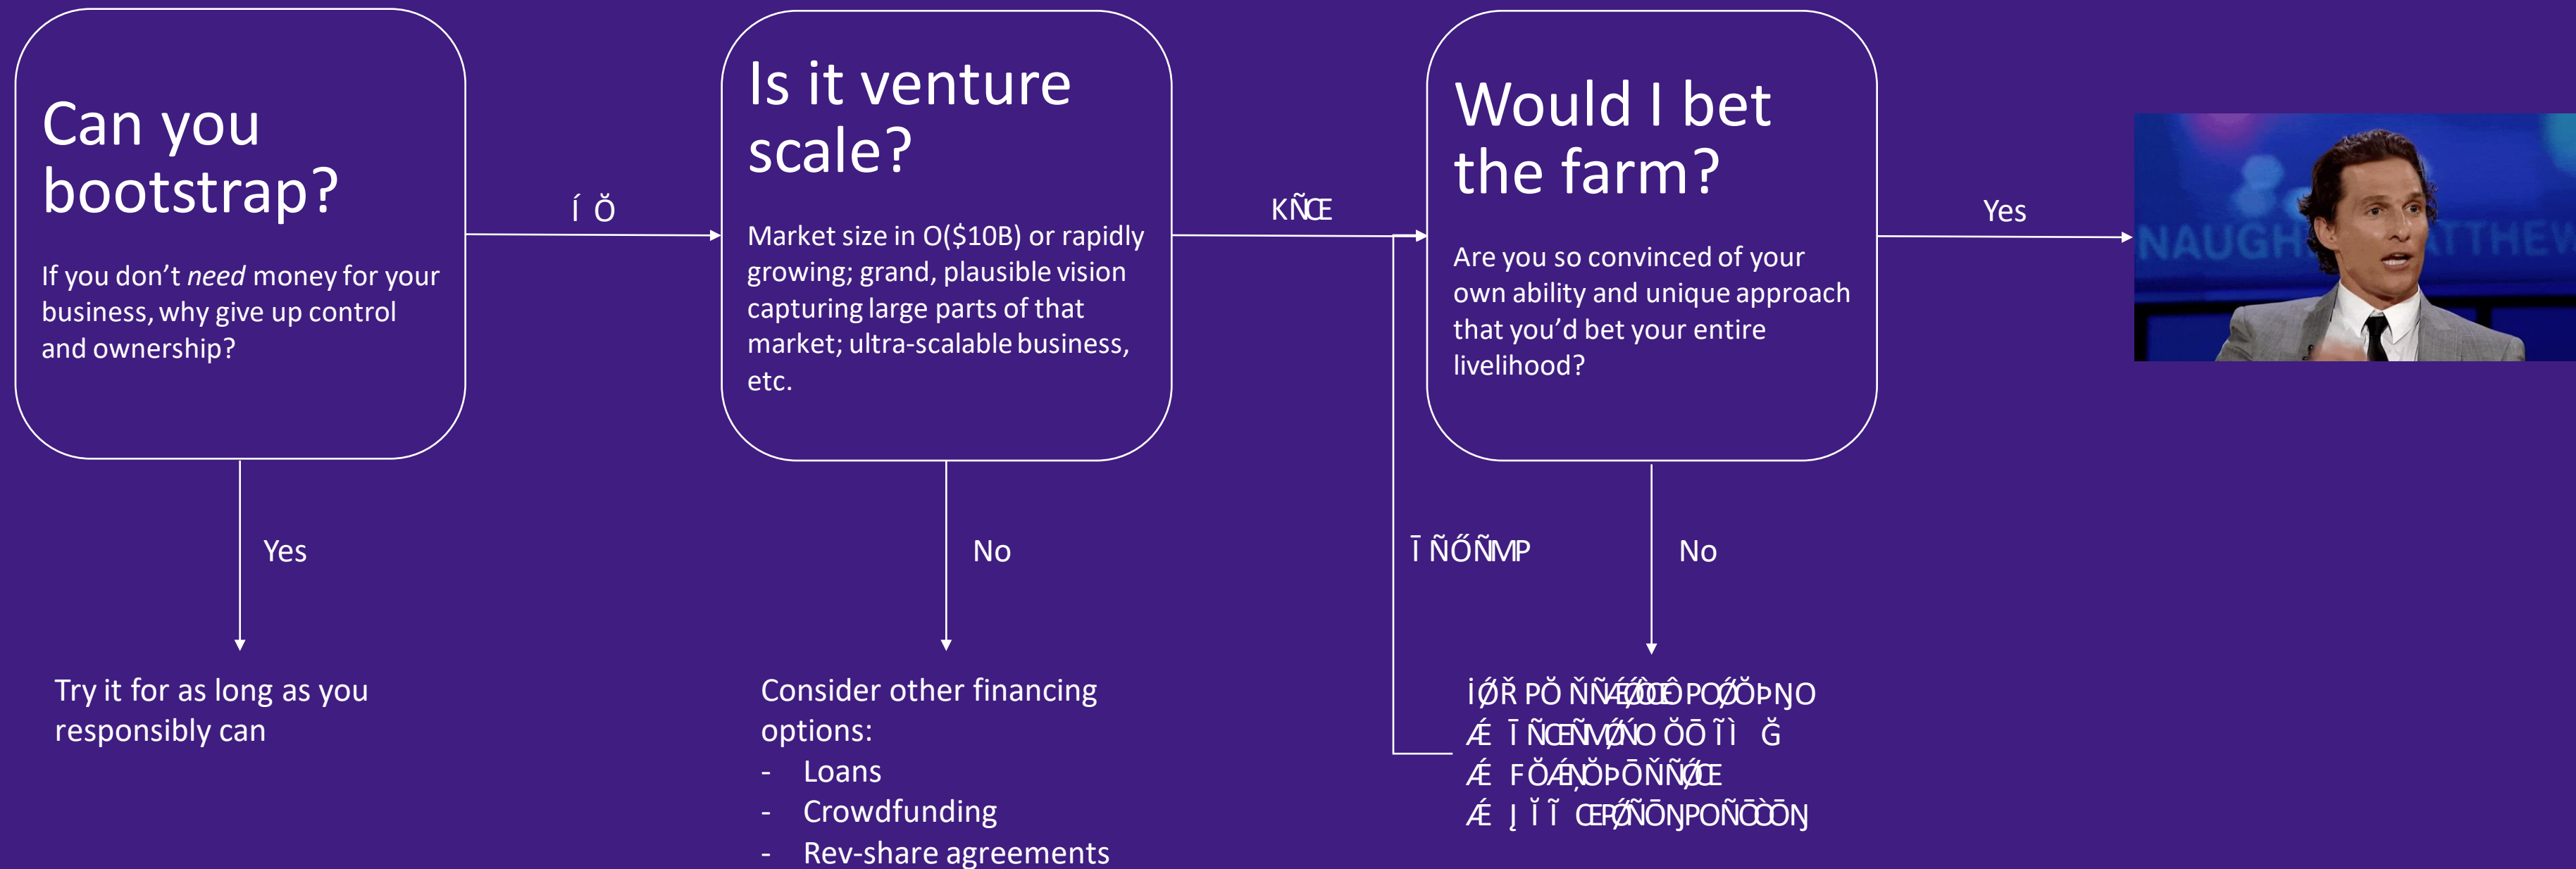 Can you
bootstrap?
If you don’t need money for your
business, why give up control
and ownership?
Í Ŏ
Is it venture
scale?
Market size in O($10B) or rapidly
growing; grand, plausible vision
capturing large parts of that
market; ultra-scalable business,
etc.
KÑŒ
Would I bet
the farm?
Are you so convinced of your
own ability and unique approach
that you’d bet your entire
livelihood?
Yes
NAUGH ATTHEW
Yes
No
Ī ÑŐÑMP
No
Try it for as long as you
responsibly can
Consider other financing
options:
- Loans
- Crowdfunding
- Rev-share agreements